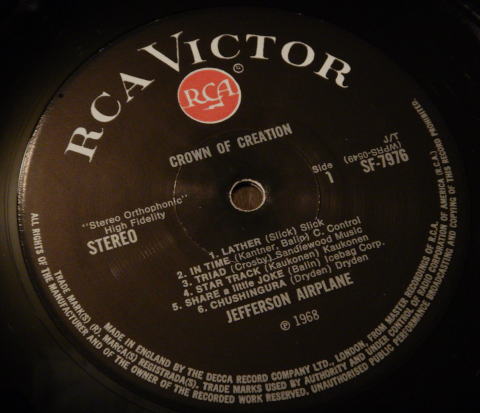 RCA VICTOR
RCA
CROWN OF CREATION
"Stereo Orthophonic"
High Fidelity
STEREO
Side
1
(WPRS-0549)
SF-7976
1. LATHER (Slick) Slick
2. IN TIME (Kantner, Balin) C. Control
3. TRIAD (Crosby) Sandlewood Music
4. STAR TRACK (Kaukonen) Kaukonen
5. SHARE a little JOKE (Balin) Icebag Corp.
6. CHUSHINGURA (Dryden) Dryden
JEFFERSON AIRPLANE
℗ 1968
TRADE MARK(S) (R). MARCA(S) REGISTRADA(S). TRADE MARKS USED BY AUTHORITY AND UNDER CONTROL OF RADIO CORPORATION OF AMERICA (R.C.A.)
MADE IN ENGLAND BY THE DECCA RECORD COMPANY LTD., LONDON, FROM MASTER RECORDINGS OF R.C.A.
ALL RIGHTS OF THE MANUFACTURER AND OF THE OWNER OF THE RECORDED WORK RESERVED. UNAUTHORISED PUBLIC PERFORMANCE, BROADCASTING AND COPYING OF THIS RECORD PROHIBITED.